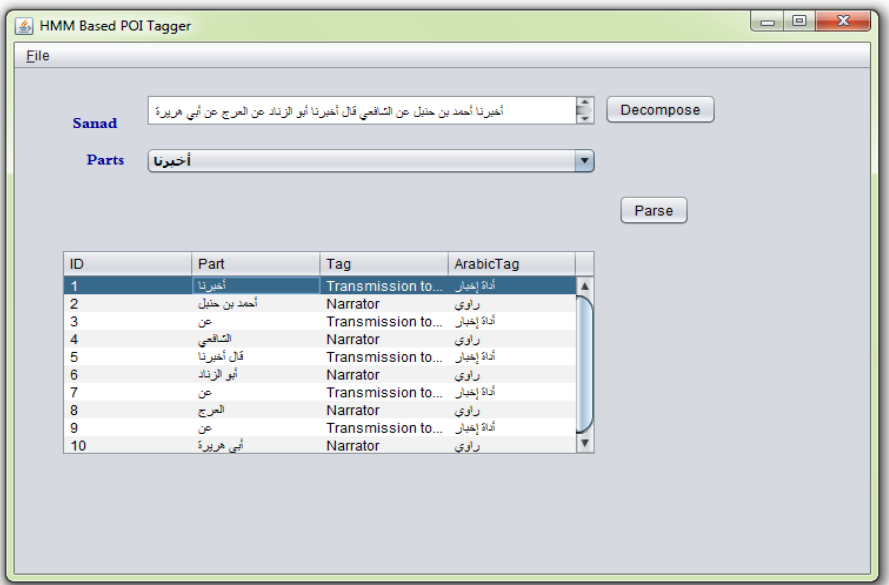 HMM Based POI Tagger
File
Sanad
أخبرنا أحمد بن حنبل عن الشافعي قال أخبرنا أبو الزناد عن العرج عن أبي هريرة
Decompose
Parts
أخبرنا
Parse
ID Part Tag ArabicTag
1 أخبرنا Transmission to... أداة إخبار
2 أحمد بن حنبل Narrator راوي
3 عن Transmission to... أداة إخبار
4 الشافعي Narrator راوي
5 قال أخبرنا Transmission to... أداة إخبار
6 أبو الزناد Narrator راوي
7 عن Transmission to... أداة إخبار
8 العرج Narrator راوي
9 عن Transmission to... أداة إخبار
10 أبي هريرة Narrator راوي